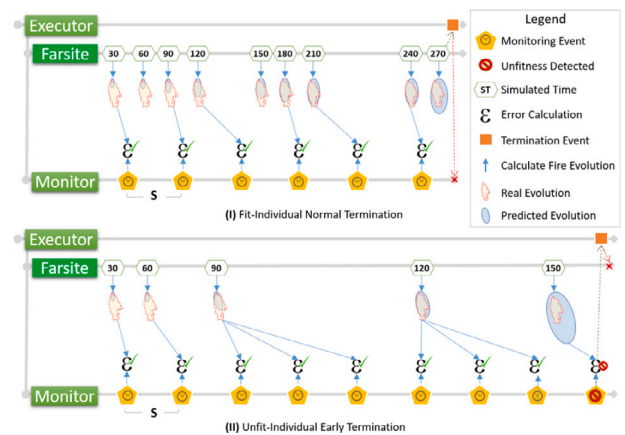 Executor
Farsite
30
60
90
120
150
180
210
240
270
Ɛ
Ɛ
Ɛ
Ɛ
Ɛ
Ɛ
Monitor
S
(I) Fit-Individual Normal Termination
Legend
Monitoring Event
Unfitness Detected
ST Simulated Time
Ɛ Error Calculation
Termination Event
Calculate Fire Evolution
Real Evolution
Predicted Evolution
Executor
Farsite
30
60
90
120
150
Ɛ
Ɛ
Ɛ
Ɛ
Ɛ
Ɛ
Ɛ
Ɛ
Ɛ
Monitor
S
(II) Unfit-Individual Early Termination